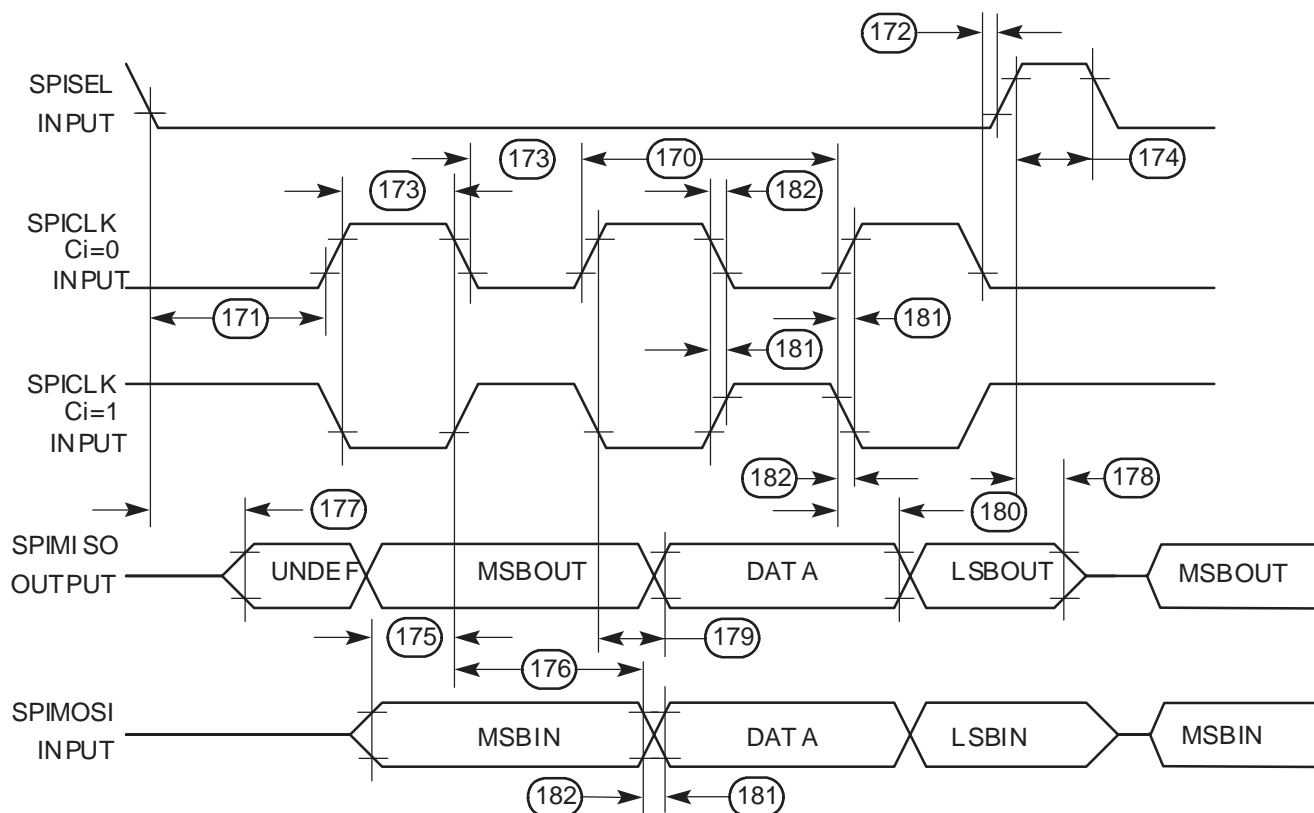 172
SPISEL
INPUT
173
170
174
173
182
SPICLK
Ci=0
INPUT
171
181
181
SPICLK
Ci=1
INPUT
182
178
177
180
SPIMISO
OUTPUT
UNDEF
MSBOUT
DATA
LSBOUT
MSBOUT
175
179
176
SPIMOSI
INPUT
MSBIN
DATA
LSBIN
MSBIN
182
181